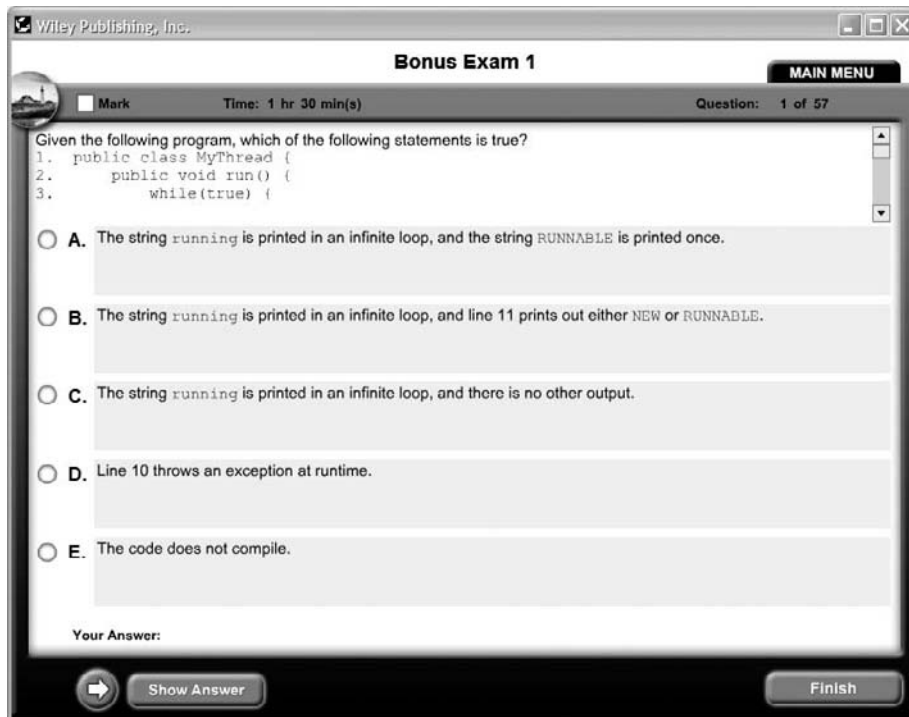 Wiley Publishing, Inc.
Bonus Exam 1
MAIN MENU
Mark Time: 1 hr 30 min(s) Question: 1 of 57
Given the following program, which of the following statements is true?
1. public class MyThread {
2. public void run() {
3. while(true) {
A. The string running is printed in an infinite loop, and the string RUNNABLE is printed once.
B. The string running is printed in an infinite loop, and line 11 prints out either NEW or RUNNABLE.
C. The string running is printed in an infinite loop, and there is no other output.
D. Line 10 throws an exception at runtime.
E. The code does not compile.
Your Answer:
Show Answer
Finish